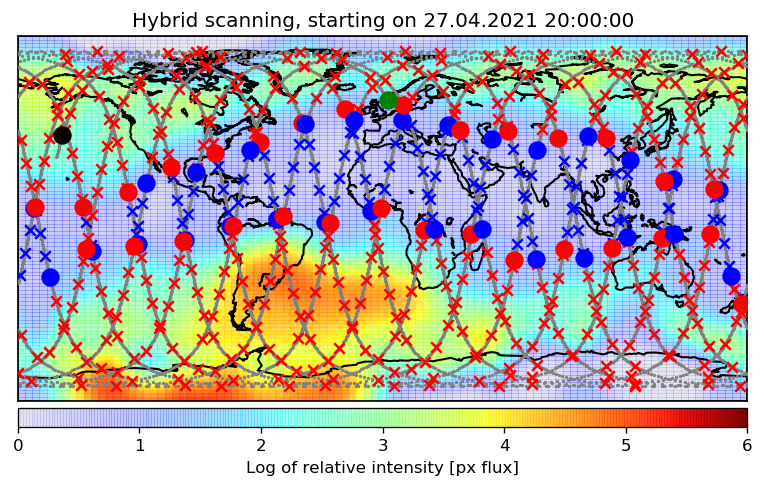 Hybrid scanning, starting on 27.04.2021 20:00:00
0 1 2 3 4 5 6
Log of relative intensity [px flux]